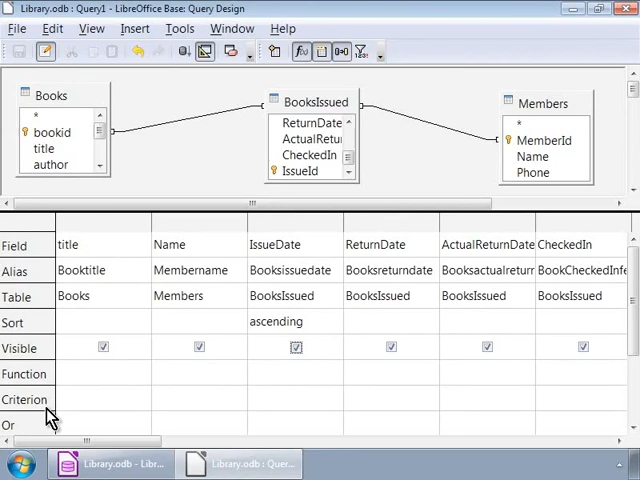 Library.odb : Query1 - LibreOffice Base: Query Design
File Edit View Insert Tools Window Help
Books
*
bookid
title
author
BooksIssued
ReturnDate
ActualRetu
CheckedIn
IssueId
Members
*
MemberId
Name
Phone
Field title Name IssueDate ReturnDate ActualReturnDate CheckedIn
Alias Booktitle Membername Booksissuedate Booksreturndate Booksactualreturr BookCheckedInfe
Table Books Members BooksIssued BooksIssued BooksIssued BooksIssued
Sort ascending
Visible
Function
Criterion
Or
Library.odb - Libr... Library.odb : Quer...